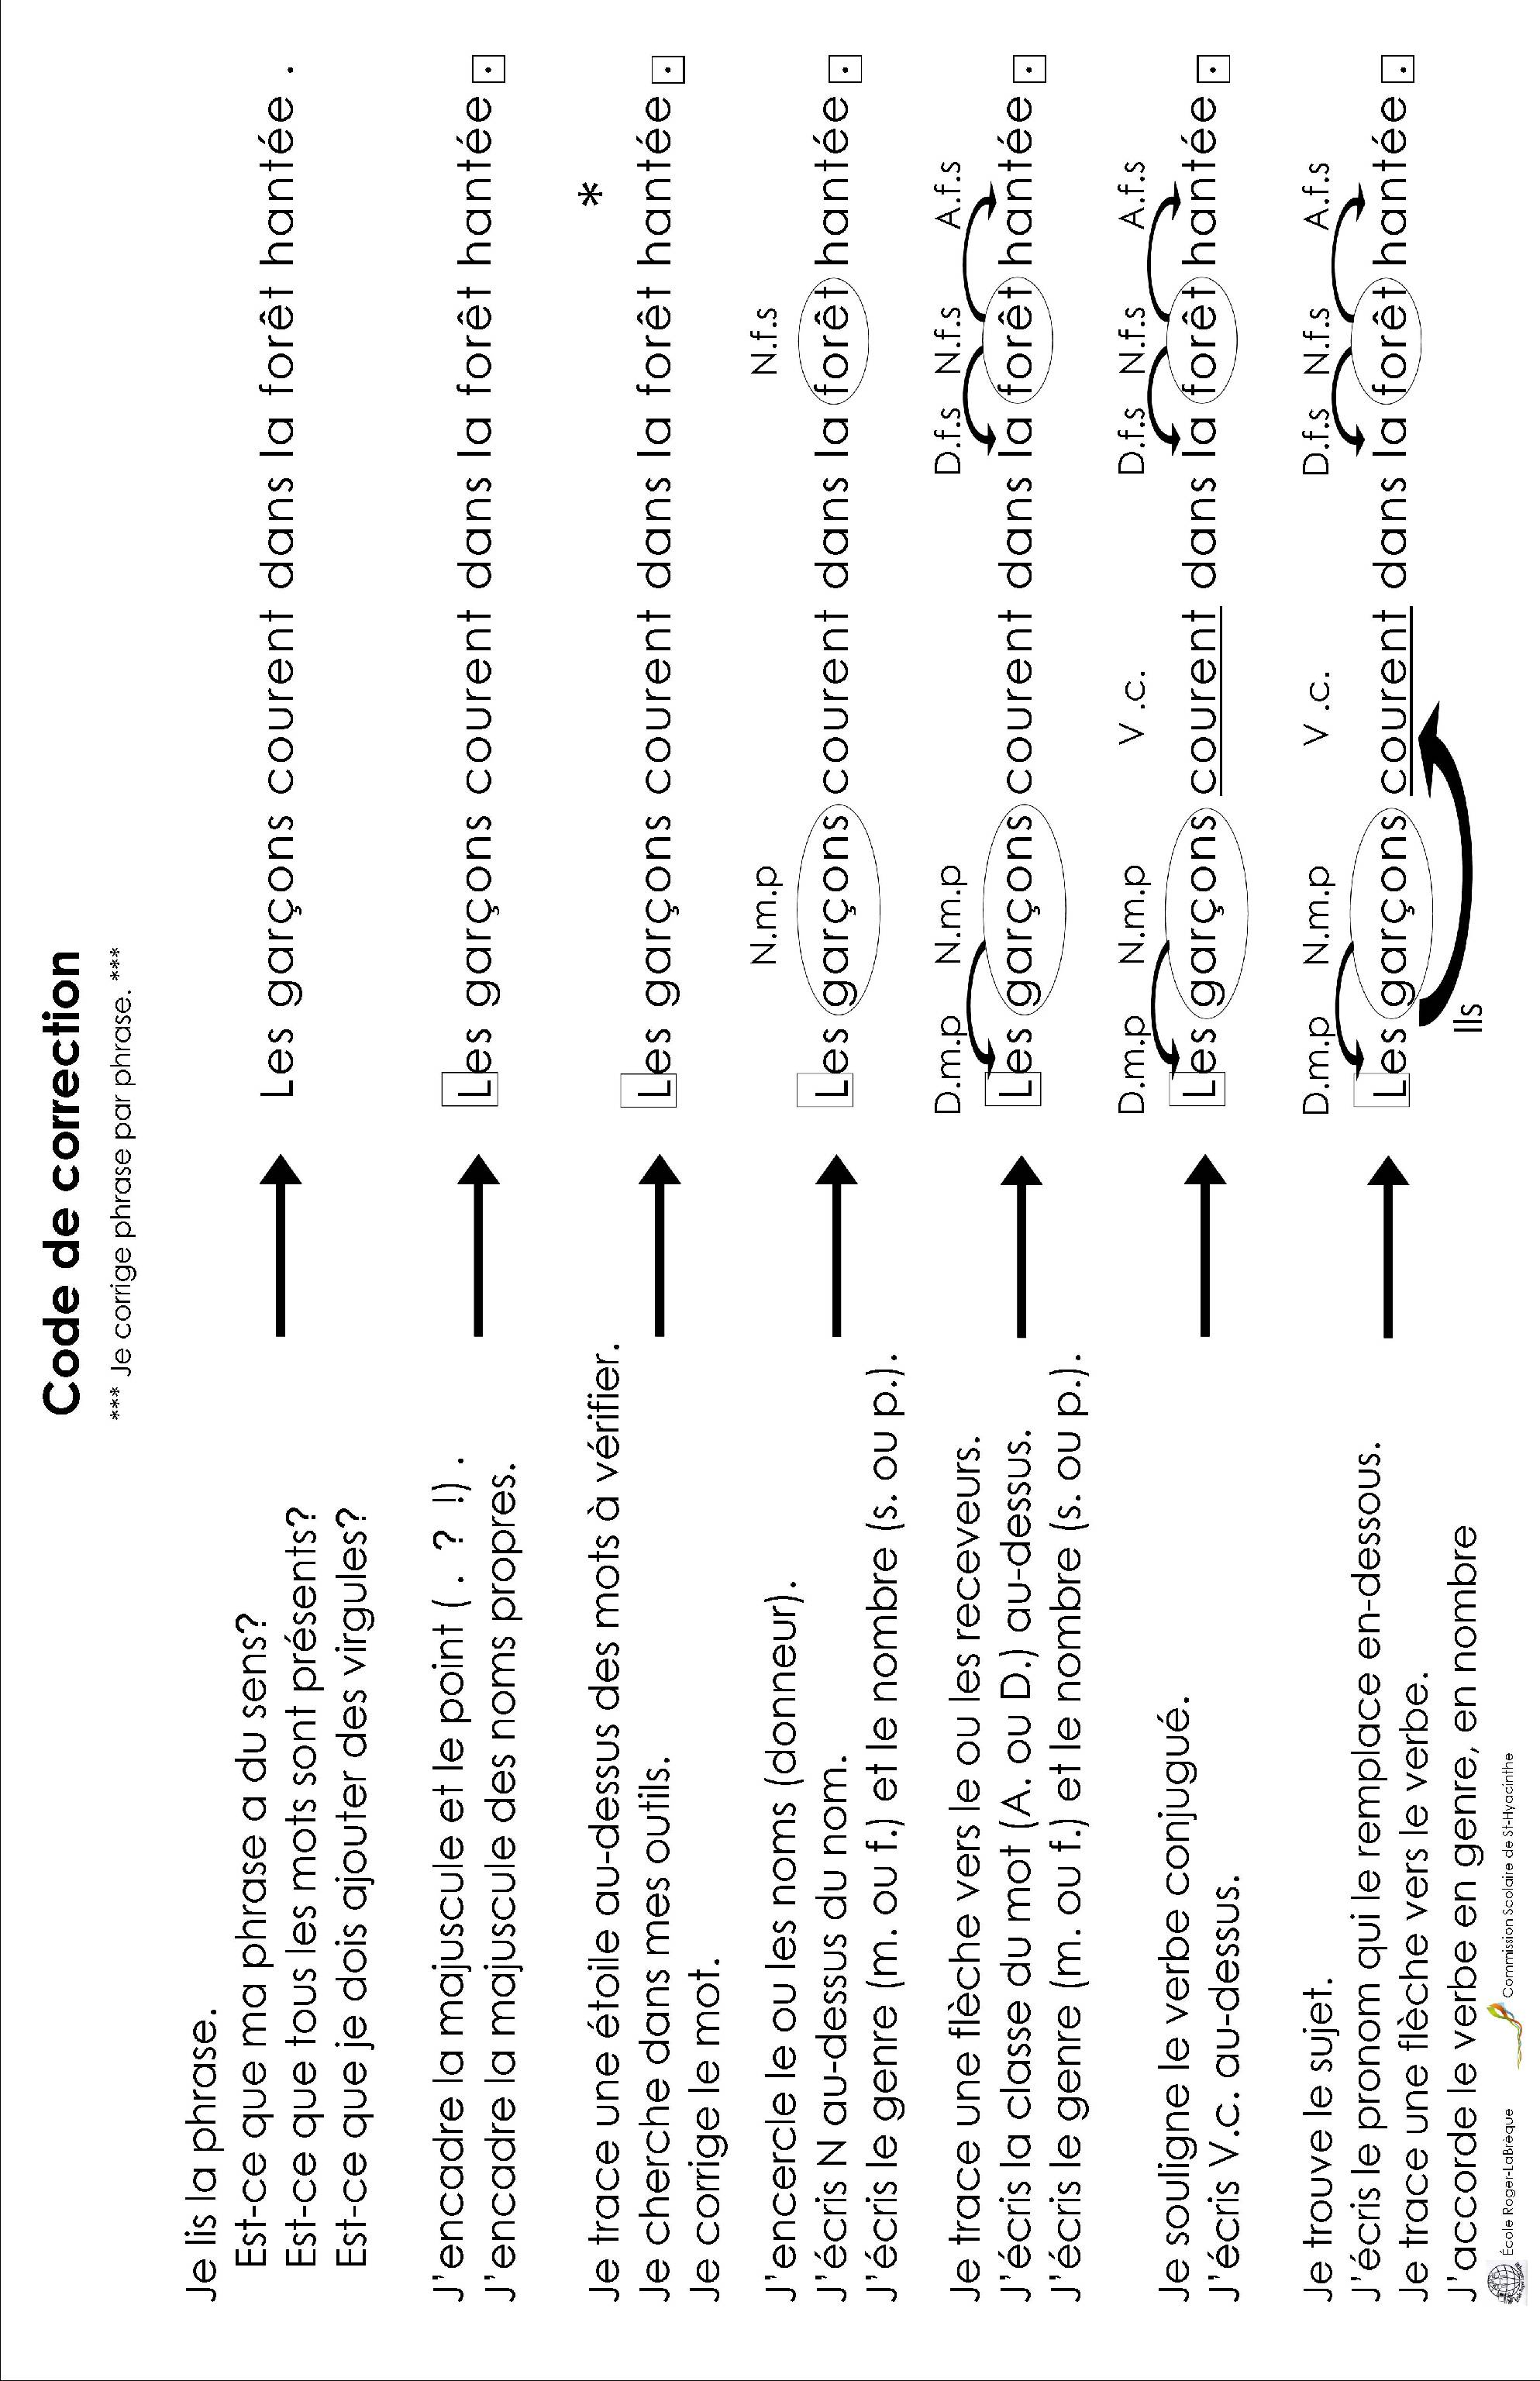 Code de correction
*** Je corrige phrase par phrase. ***
Je lis la phrase.
Est-ce que ma phrase a du sens?
Est-ce que tous les mots sont présents?
Est-ce que je dois ajouter des virgules?
Les garçons courent dans la forêt hantée .
J'encadre la majuscule et le point ( . ? !) .
J'encadre la majuscule des noms propres.
Les garçons courent dans la forêt hantée .
Je trace une étoile au-dessus des mots à vérifier.
Je cherche dans mes outils.
Je corrige le mot.
*
Les garçons courent dans la forêt hantée .
J'encercle le ou les noms (donneur).
J'écris N au-dessus du nom.
J'écris le genre (m. ou f.) et le nombre (s. ou p.).
N.m.p N.f.s
Les garçons courent dans la forêt hantée .
Je trace une flèche vers le ou les receveurs.
J'écris la classe du mot (A. ou D.) au-dessus.
J'écris le genre (m. ou f.) et le nombre (s. ou p.).
D.m.p N.m.p D.f.s N.f.s A.f.s
Les garçons courent dans la forêt hantée .
Je souligne le verbe conjugué.
J'écris V.c. au-dessus.
D.m.p N.m.p V .c. D.f.s N.f.s A.f.s
Les garçons courent dans la forêt hantée .
Je trouve le sujet.
J'écris le pronom qui le remplace en-dessous.
Je trace une flèche vers le verbe.
J'accorde le verbe en genre, en nombre
D.m.p N.m.p V .c. D.f.s N.f.s A.f.s
Les garçons courent dans la forêt hantée .
Ils
École Roger-LaBrèque Commission Scolaire de St-Hyacinthe